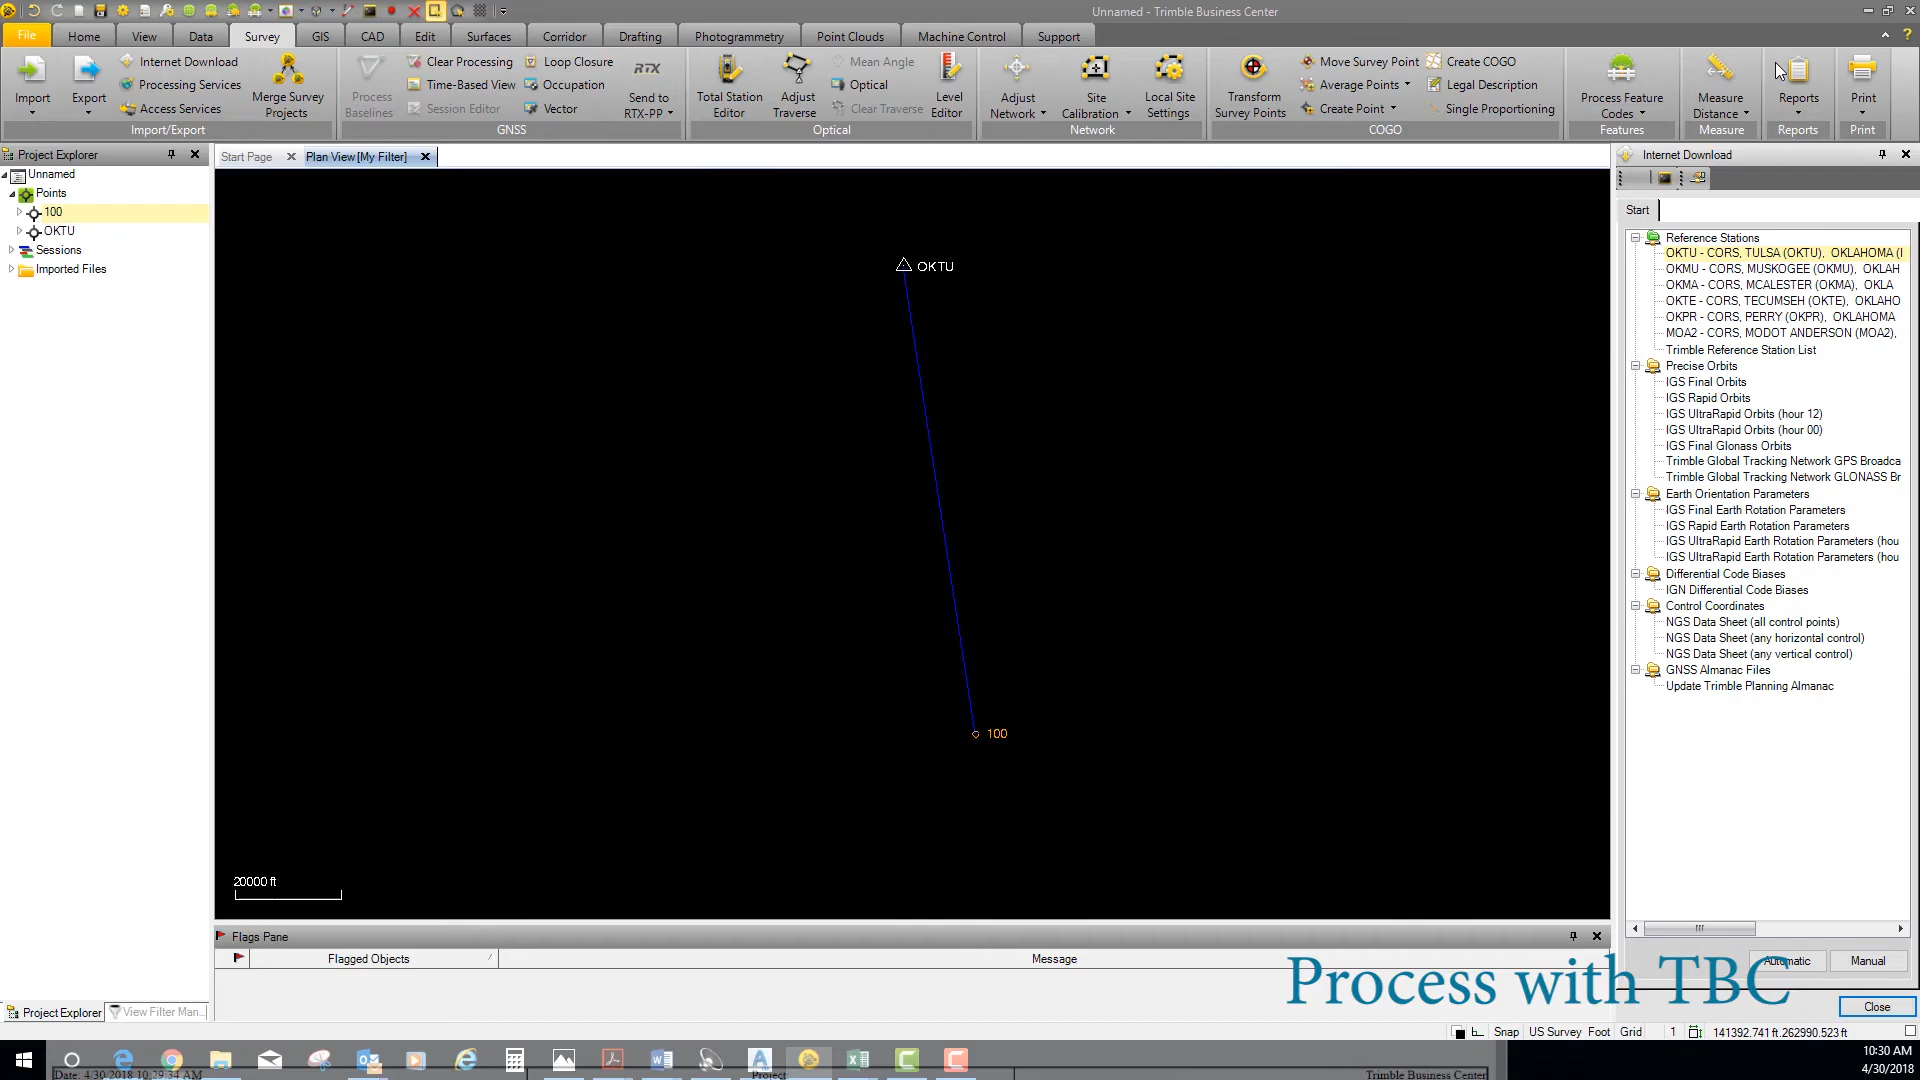 Unnamed - Trimble Business Center
File Home View Data Survey GIS CAD Edit Surfaces Corridor Drafting Photogrammetry Point Clouds Machine Control Support
Import Export Internet Download Processing Services Access Services Merge Survey Projects
Import/Export
Process Baselines Clear Processing Time-Based View Session Editor Loop Closure Occupation Vector RTX Send to RTX-PP
GNSS
Total Station Editor Adjust Traverse Mean Angle Optical Clear Traverse Level Editor
Optical
Adjust Network Site Calibration Local Site Settings
Network
Transform Survey Points Move Survey Point Average Points Create Point Create COGO Legal Description Single Proportioning
COGO
Process Feature Codes
Features
Measure Distance
Measure
Reports
Reports
Print
Print
Project Explorer
Unnamed
Points
100
OKTU
Sessions
Imported Files
Project Explorer View Filter Man...
Start Page Plan View [My Filter]
OKTU
100
20000 ft
Flags Pane
Flagged Objects Message
Internet Download
Start
Reference Stations
OKTU - CORS, TULSA (OKTU), OKLAHOMA (I
OKMU - CORS, MUSKOGEE (OKMU), OKLAH
OKMA - CORS, MCALESTER (OKMA), OKLA
OKTE - CORS, TECUMSEH (OKTE), OKLAHO
OKPR - CORS, PERRY (OKPR), OKLAHOMA
MOA2 - CORS, MODOT ANDERSON (MOA2),
Trimble Reference Station List
Precise Orbits
IGS Final Orbits
IGS Rapid Orbits
IGS UltraRapid Orbits (hour 12)
IGS UltraRapid Orbits (hour 00)
IGS Final Glonass Orbits
Trimble Global Tracking Network GPS Broadca
Trimble Global Tracking Network GLONASS Br
Earth Orientation Parameters
IGS Final Earth Rotation Parameters
IGS Rapid Earth Rotation Parameters
IGS UltraRapid Earth Rotation Parameters (hou
IGS UltraRapid Earth Rotation Parameters (hou
Differential Code Biases
IGN Differential Code Biases
Control Coordinates
NGS Data Sheet (all control points)
NGS Data Sheet (any horizontal control)
NGS Data Sheet (any vertical control)
GNSS Almanac Files
Update Trimble Planning Almanac
Automatic Manual
Process with TBC
Close
Snap US Survey Foot Grid 1 141392.741 ft.262990.523 ft
10:30 AM
4/30/2018
Date: 4/30/2018 10:29:34 AM Project: Trimble Business Center